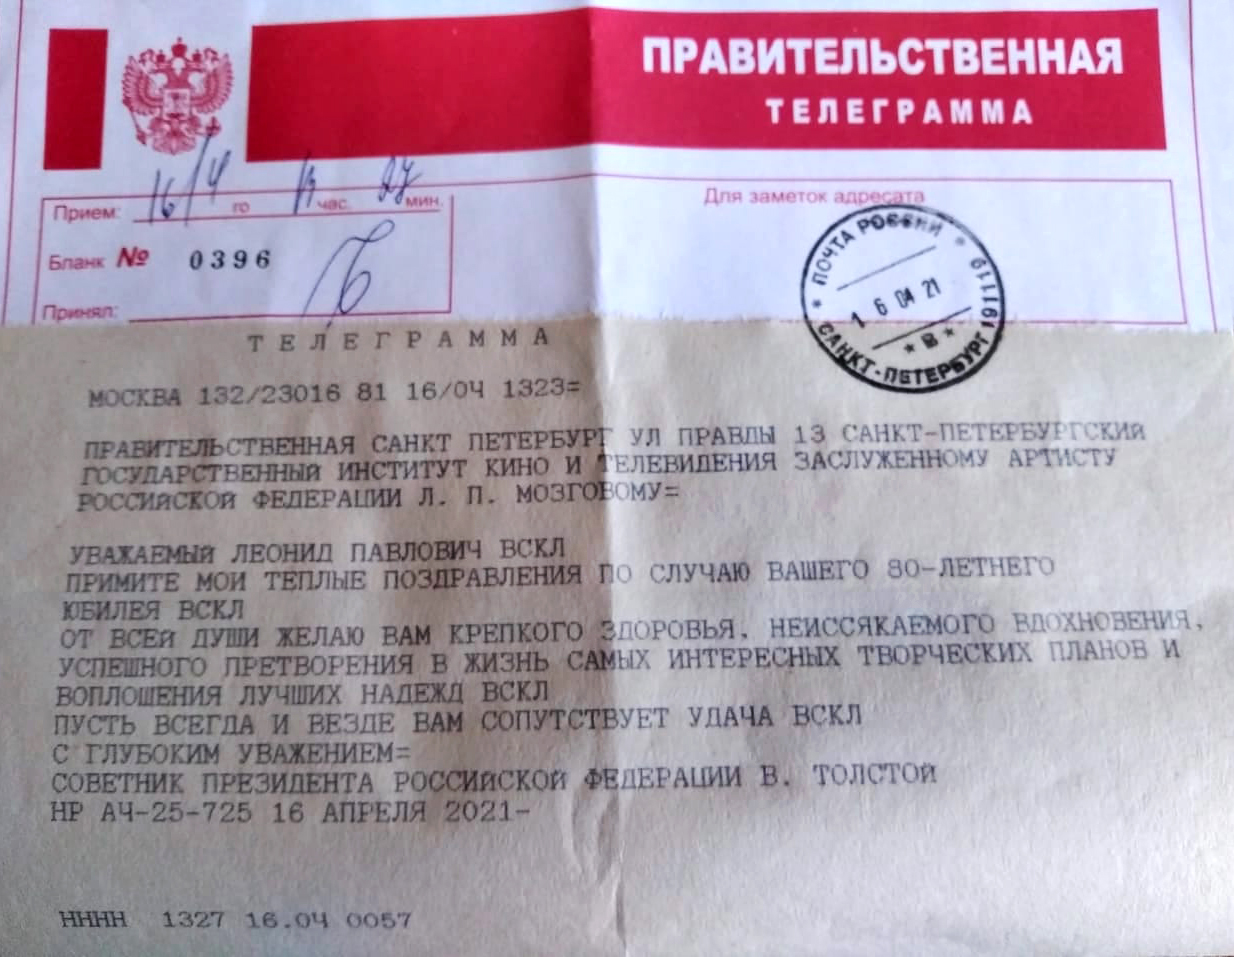 ПРАВИТЕЛЬСТВЕННАЯ
ТЕЛЕГРАММА
Прием: 16/4 го 13 час. 27 мин.
Бланк № 0396
Принял:
Для заметок адресата
ПОЧТА РОССИИ * 191119
16 04 21
* В *
* САНКТ-ПЕТЕРБУРГ
ТЕЛЕГРАММА
МОСКВА 132/23016 81 16/04 1323=
ПРАВИТЕЛЬСТВЕННАЯ САНКТ ПЕТЕРБУРГ УЛ ПРАВДЫ 13 САНКТ-ПЕТЕРБУРГСКИЙ
ГОСУДАРСТВЕННЫЙ ИНСТИТУТ КИНО И ТЕЛЕВИДЕНИЯ ЗАСЛУЖЕННОМУ АРТИСТУ
РОССИЙСКОЙ ФЕДЕРАЦИИ Л. П. МОЗГОВОМУ=
УВАЖАЕМЫЙ ЛЕОНИД ПАВЛОВИЧ ВСКЛ
ПРИМИТЕ МОИ ТЕПЛЫЕ ПОЗДРАВЛЕНИЯ ПО СЛУЧАЮ ВАШЕГО 80-ЛЕТНЕГО
ЮБИЛЕЯ ВСКЛ
ОТ ВСЕЙ ДУШИ ЖЕЛАЮ ВАМ КРЕПКОГО ЗДОРОВЬЯ, НЕИССЯКАЕМОГО ВДОХНОВЕНИЯ,
УСПЕШНОГО ПРЕТВОРЕНИЯ В ЖИЗНЬ САМЫХ ИНТЕРЕСНЫХ ТВОРЧЕСКИХ ПЛАНОВ И
ВОПЛОШЕНИЯ ЛУЧШИХ НАДЕЖД ВСКЛ
ПУСТЬ ВСЕГДА И ВЕЗДЕ ВАМ СОПУТСТВУЕТ УДАЧА ВСКЛ
С ГЛУБОКИМ УВАЖЕНИЕМ=
СОВЕТНИК ПРЕЗИДЕНТА РОССИЙСКОЙ ФЕДЕРАЦИИ В. ТОЛСТОЙ
НР АЧ-25-725 16 АПРЕЛЯ 2021-
НННН 1327 16.04 0057